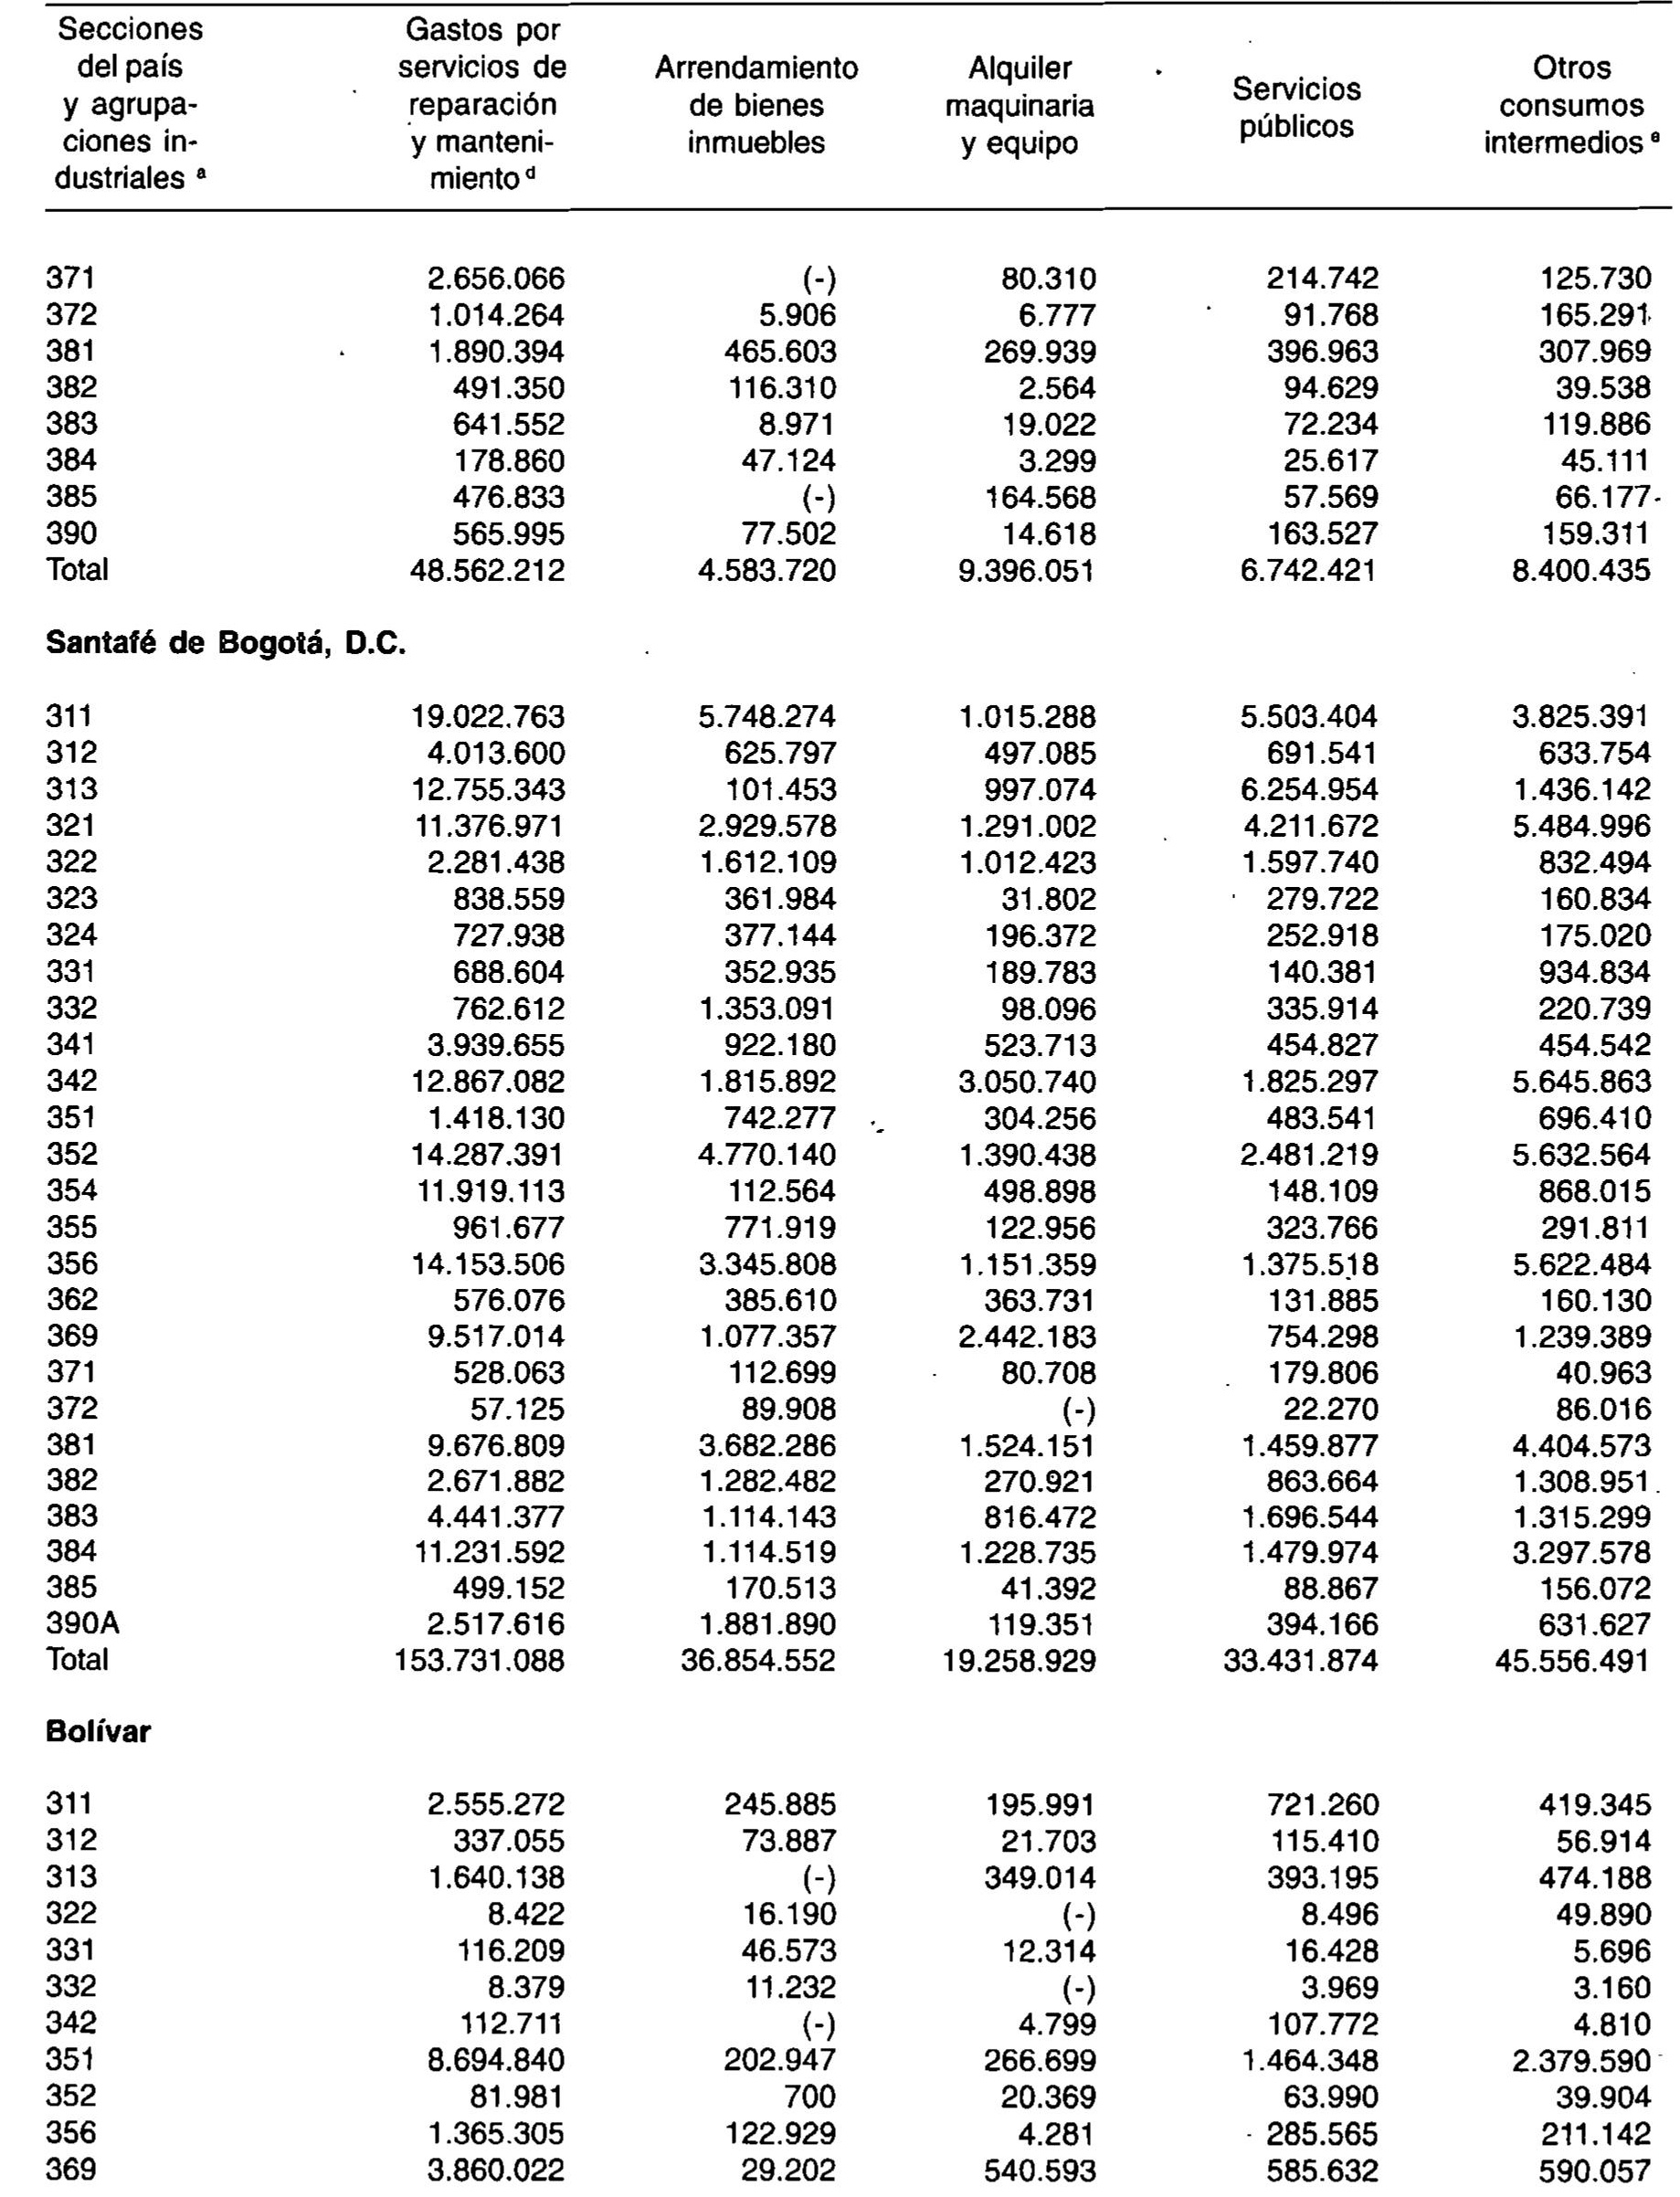 Secciones del país y agrupa- ciones in- dustriales a Gastos por servicios de reparación y manteni- miento d Arrendamiento de bienes inmuebles Alquiler maquinaria y equipo Servicios públicos Otros consumos intermedios e
371 2.656.066 (-) 80.310 214.742 125.730
372 1.014.264 5.906 6.777 91.768 165.291
381 1.890.394 465.603 269.939 396.963 307.969
382 491.350 116.310 2.564 94.629 39.538
383 641.552 8.971 19.022 72.234 119.886
384 178.860 47.124 3.299 25.617 45.111
385 476.833 (-) 164.568 57.569 66.177
390 565.995 77.502 14.618 163.527 159.311
Total 48.562.212 4.583.720 9.396.051 6.742.421 8.400.435
Santafé de Bogotá, D.C.
311 19.022.763 5.748.274 1.015.288 5.503.404 3.825.391
312 4.013.600 625.797 497.085 691.541 633.754
313 12.755.343 101.453 997.074 6.254.954 1.436.142
321 11.376.971 2.929.578 1.291.002 4.211.672 5.484.996
322 2.281.438 1.612.109 1.012.423 1.597.740 832.494
323 838.559 361.984 31.802 279.722 160.834
324 727.938 377.144 196.372 252.918 175.020
331 688.604 352.935 189.783 140.381 934.834
332 762.612 1.353.091 98.096 335.914 220.739
341 3.939.655 922.180 523.713 454.827 454.542
342 12.867.082 1.815.892 3.050.740 1.825.297 5.645.863
351 1.418.130 742.277 304.256 483.541 696.410
352 14.287.391 4.770.140 1.390.438 2.481.219 5.632.564
354 11.919.113 112.564 498.898 148.109 868.015
355 961.677 771.919 122.956 323.766 291.811
356 14.153.506 3.345.808 1.151.359 1.375.518 5.622.484
362 576.076 385.610 363.731 131.885 160.130
369 9.517.014 1.077.357 2.442.183 754.298 1.239.389
371 528.063 112.699 80.708 179.806 40.963
372 57.125 89.908 (-) 22.270 86.016
381 9.676.809 3.682.286 1.524.151 1.459.877 4.404.573
382 2.671.882 1.282.482 270.921 863.664 1.308.951
383 4.441.377 1.114.143 816.472 1.696.544 1.315.299
384 11.231.592 1.114.519 1.228.735 1.479.974 3.297.578
385 499.152 170.513 41.392 88.867 156.072
390A 2.517.616 1.881.890 119.351 394.166 631.627
Total 153.731.088 36.854.552 19.258.929 33.431.874 45.556.491
Bolívar
311 2.555.272 245.885 195.991 721.260 419.345
312 337.055 73.887 21.703 115.410 56.914
313 1.640.138 (-) 349.014 393.195 474.188
322 8.422 16.190 (-) 8.496 49.890
331 116.209 46.573 12.314 16.428 5.696
332 8.379 11.232 (-) 3.969 3.160
342 112.711 (-) 4.799 107.772 4.810
351 8.694.840 202.947 266.699 1.464.348 2.379.590
352 81.981 700 20.369 63.990 39.904
356 1.365.305 122.929 4.281 285.565 211.142
369 3.860.022 29.202 540.593 585.632 590.057